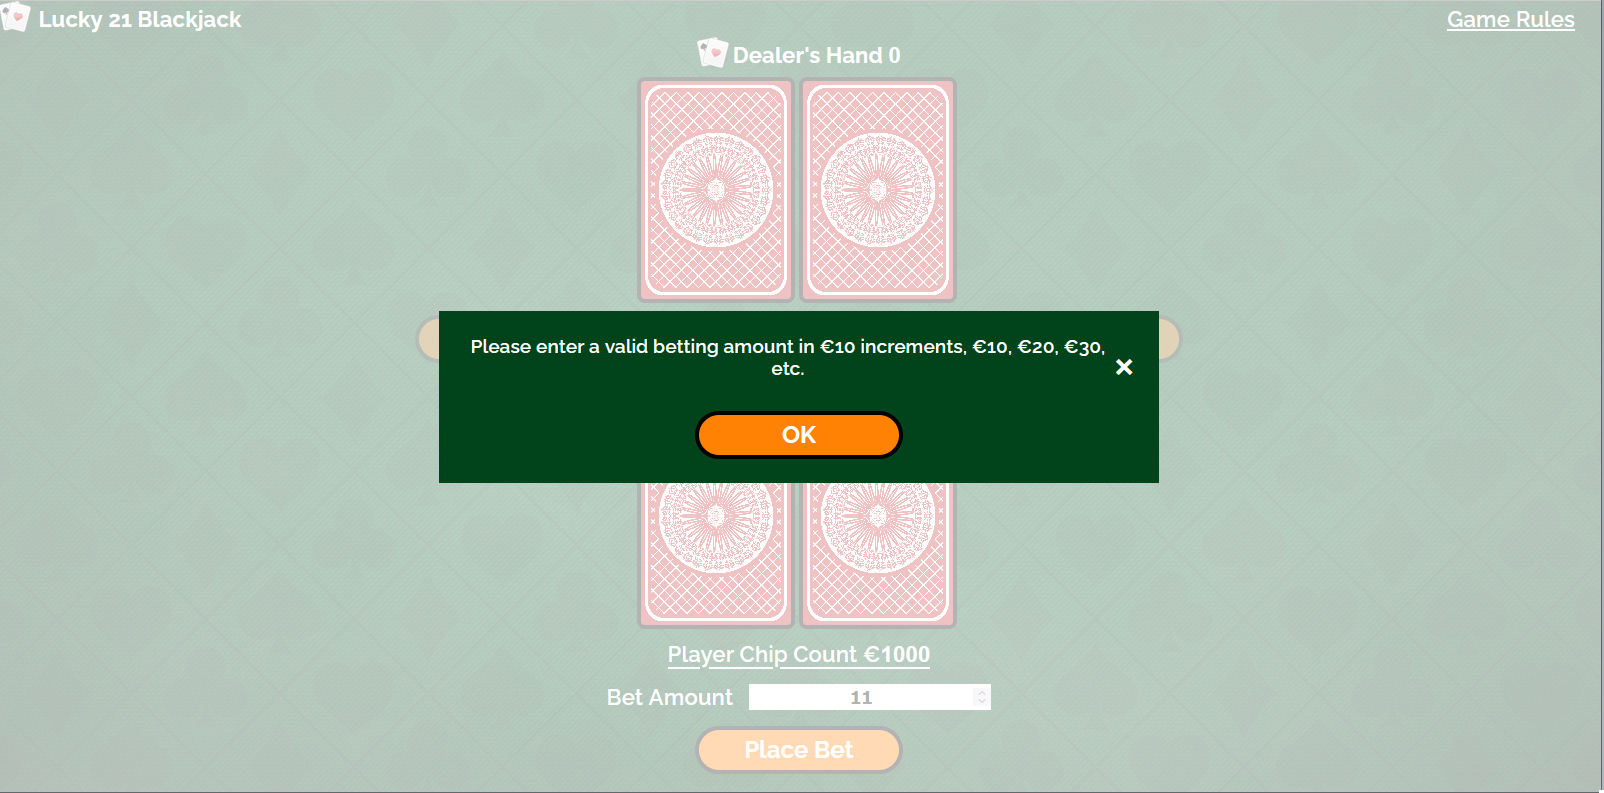 Lucky 21 Blackjack
Game Rules
Dealer's Hand 0
Please enter a valid betting amount in €10 increments, €10, €20, €30,
etc.
×
OK
Player Chip Count €1000
Bet Amount 11
Place Bet